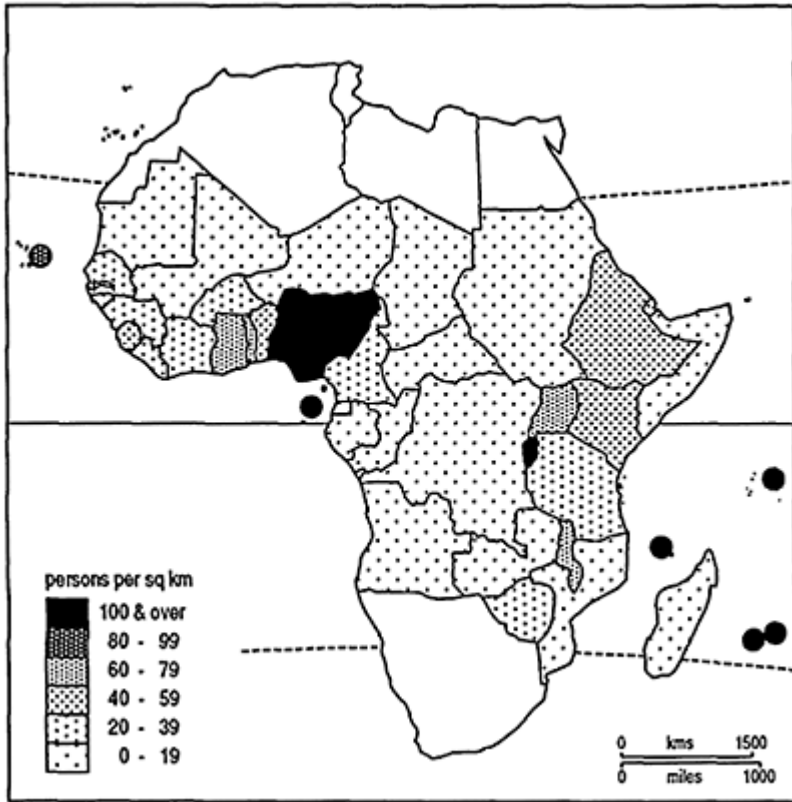 persons per sq km
100 & over
80 - 99
60 - 79
40 - 59
20 - 39
0 - 19
0 kms 1500
0 miles 1000